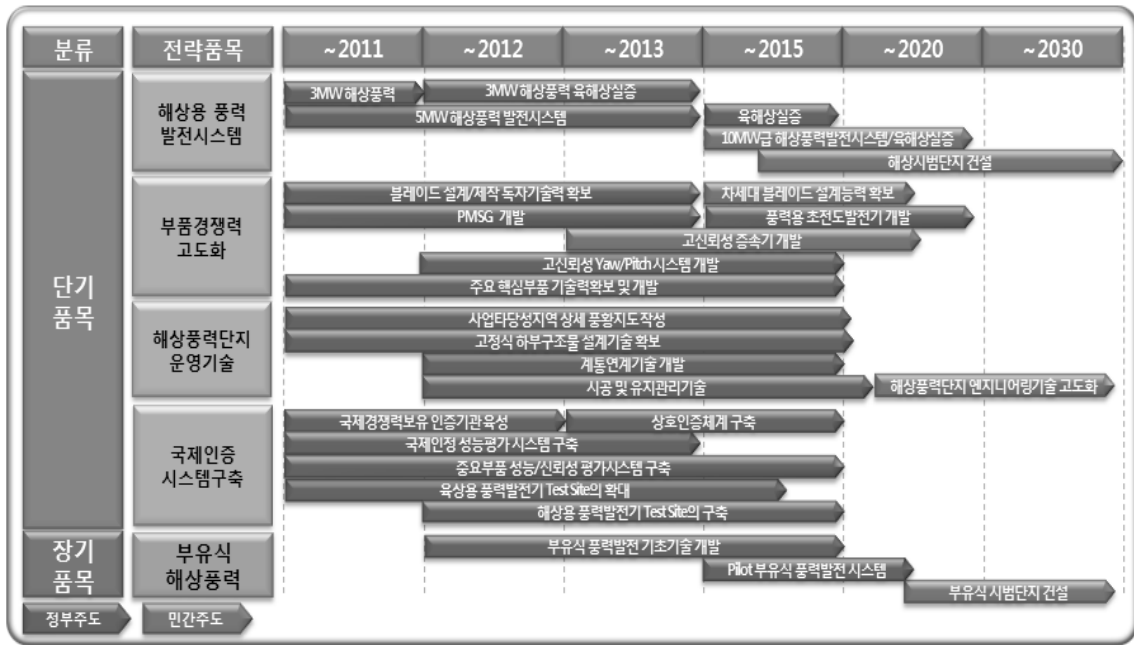 분류 전략품목 ~2011 ~2012 ~2013 ~2015 ~2020 ~2030
단기
품목
해상용 풍력
발전시스템
3MW 해상풍력 3MW 해상풍력 육해상실증
5MW 해상풍력 발전시스템 육해상실증
10MW급 해상풍력발전시스템/육해상실증
해상시범단지 건설
부품경쟁력
고도화
블레이드 설계/제작 독자기술력 확보 차세대 블레이드 설계능력 확보
PMSG 개발 풍력용 초전도발전기 개발
고신뢰성 증속기 개발
고신뢰성 Yaw/Pitch 시스템 개발
주요 핵심부품 기술력확보 및 개발
해상풍력단지
운영기술
사업타당성지역 상세 풍황지도작성
고정식 하부구조물 설계기술 확보
계통연계기술 개발
시공 및 유지관리기술 해상풍력단지 엔지니어링기술 고도화
국제인증
시스템구축
국제경쟁력보유 인증기관육성 상호인증체계 구축
국제인정 성능평가 시스템 구축
중요부품 성능/신뢰성 평가시스템 구축
육상용 풍력발전기 Test Site의 확대
해상용 풍력발전기 Test Site의 구축
장기
품목
부유식
해상풍력
부유식 풍력발전 기초기술 개발
Pilot 부유식 풍력발전 시스템
부유식 시범단지 건설
정부주도 민간주도